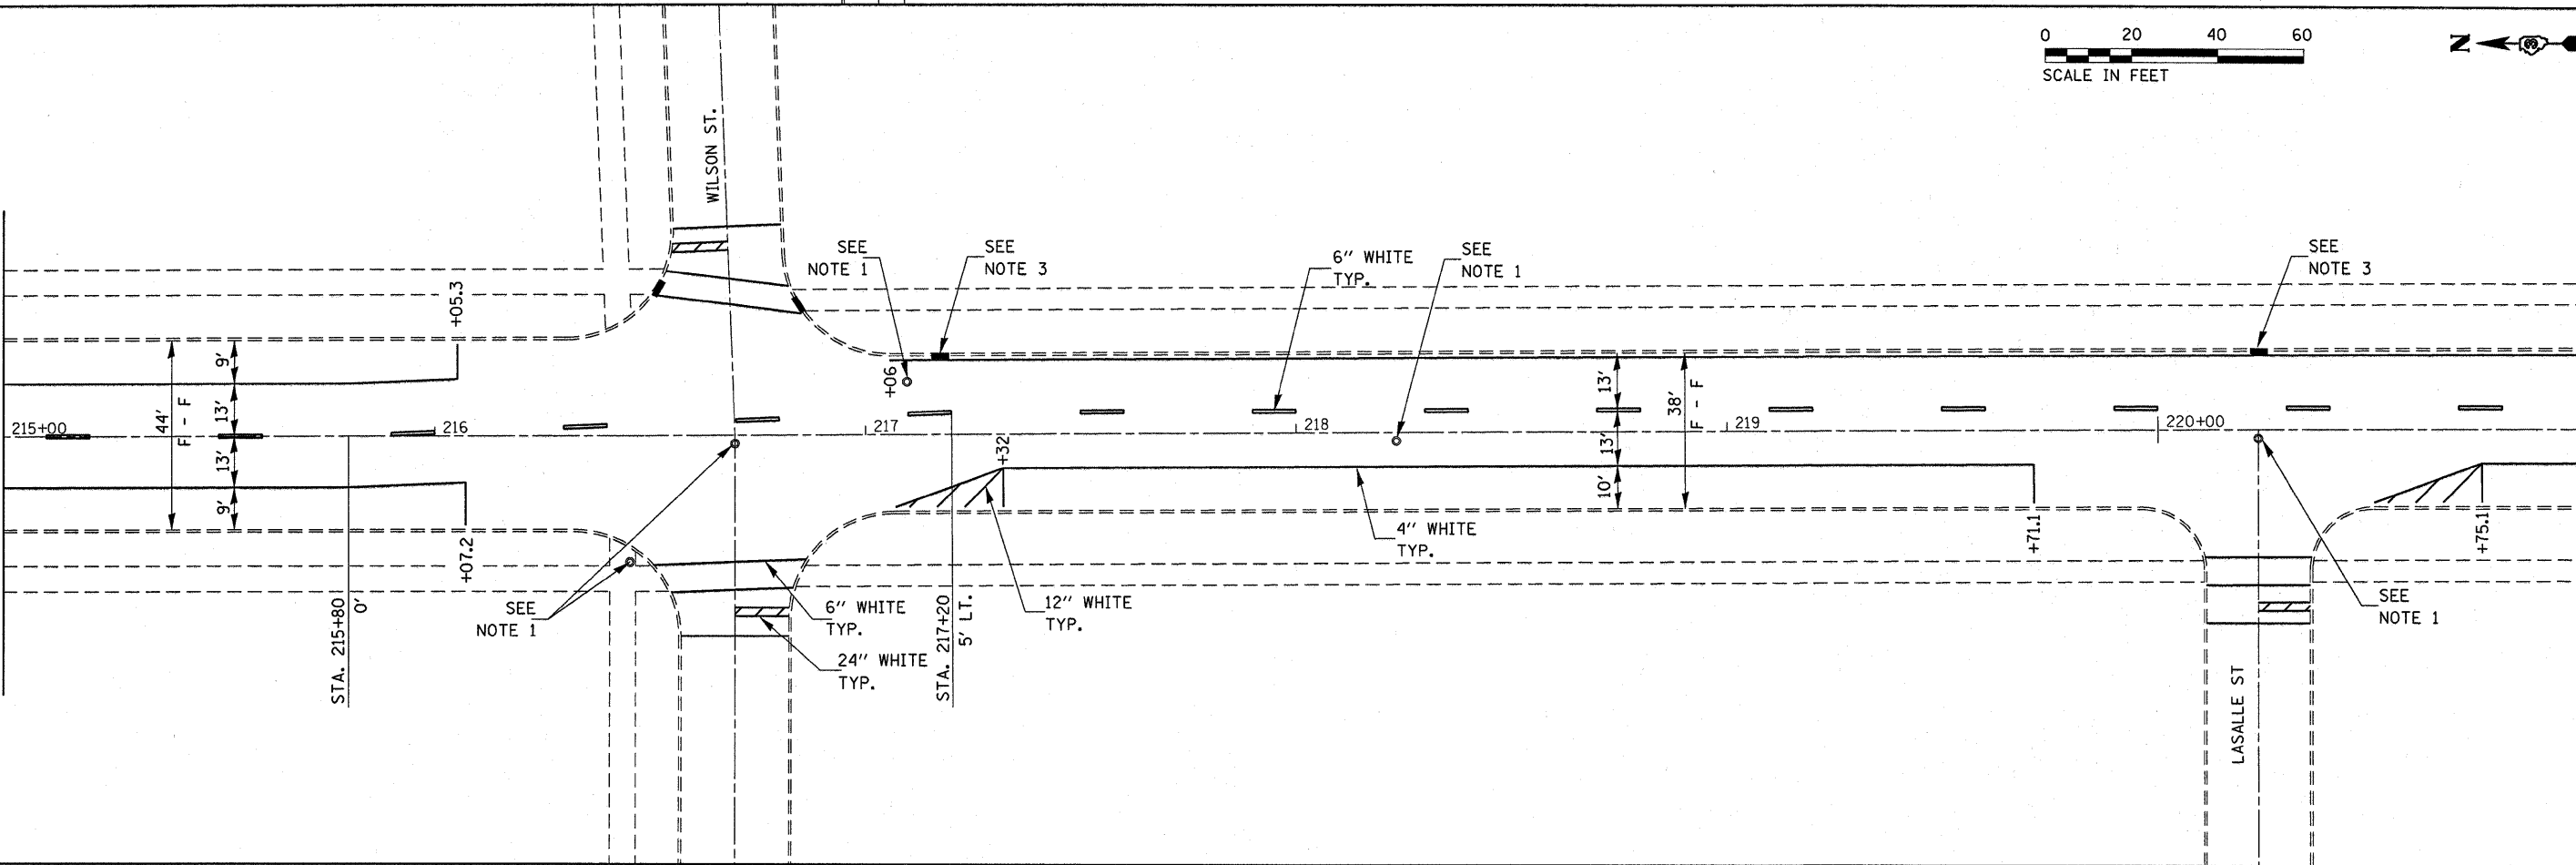 0 20 40 60
SCALE IN FEET
N
3
WILSON ST.
SEE
NOTE 1
SEE
NOTE 3
6" WHITE
TYP.
SEE
NOTE 1
SEE
NOTE 3
+05.3
9'
44'
F - F
13'
13'
9'
215+00
216
217
218
219
220+00
+06
+32
13'
38'
F - F
13'
10'
+07.2
4" WHITE
TYP.
+71.1
+75.1
STA. 215+80
0'
SEE
NOTE 1
6" WHITE
TYP.
24" WHITE
TYP.
STA. 217+20
5' LT.
12" WHITE
TYP.
SEE
NOTE 1
LASALLE ST